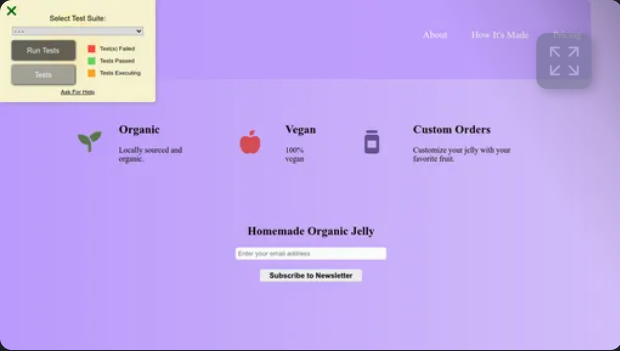 Select Test Suite:
- - -
Run Tests
Test(s) Failed
Tests Passed
Tests
Tests Executing
Ask For Help
About
How It's Made
Pricing
Organic
Locally sourced and
organic.
Vegan
100%
vegan
Custom Orders
Customize your jelly with your
favorite fruit.
Homemade Organic Jelly
Enter your email address
Subscribe to Newsletter